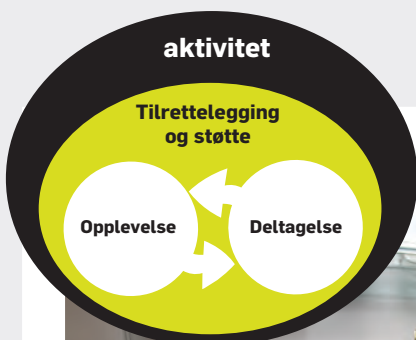 aktivitet
Tilrettelegging
og støtte
Opplevelse
Deltagelse